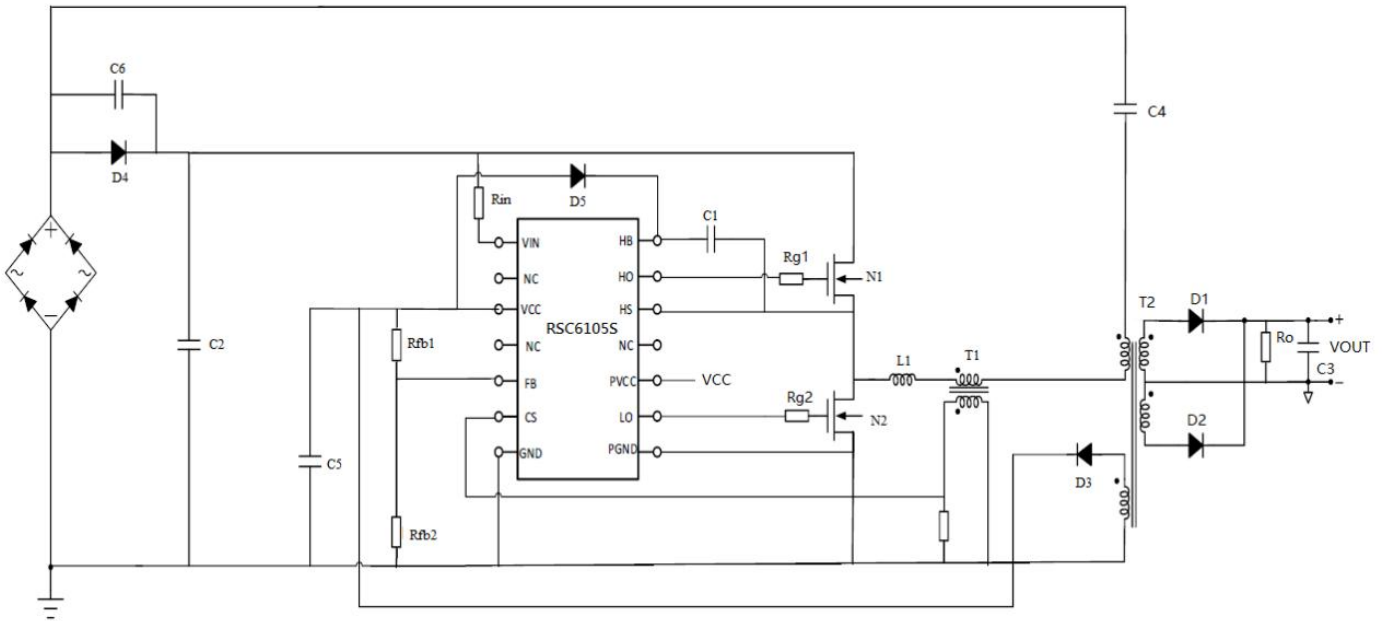 C6
C4
D4
D5
Rin
C1
VIN
HB
Rg1
NC
HO
N1
VCC
HS
T2
D1
RSC6105S
C2
Rfb1
NC
NC
Ro
VOUT
L1
T1
C3
FB
PVCC
VCC
Rg2
CS
LO
N2
D2
GND
PGND
C5
D3
Rfb2
+
−
+
−
~
~